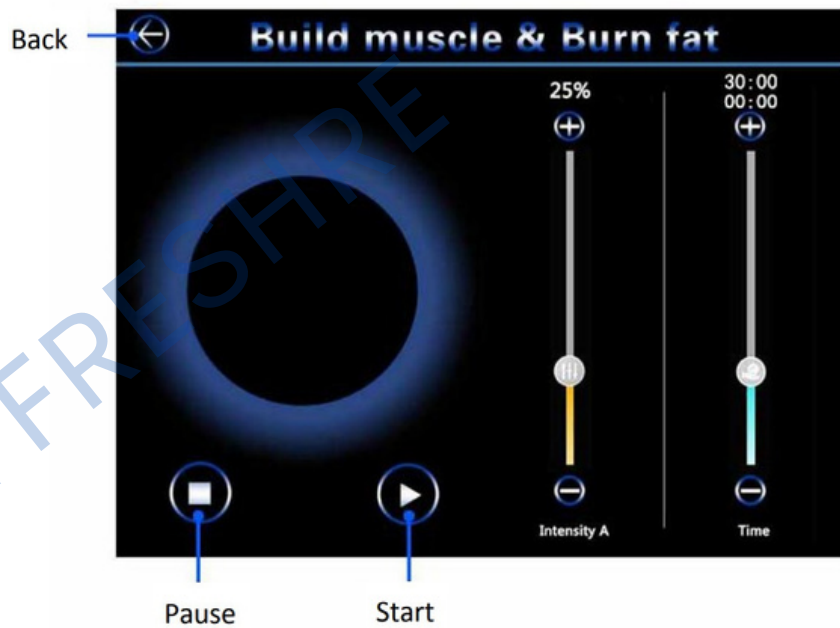 Back
Build muscle & Burn fat
25%
30:00
00:00
FRESHRE
Intensity A
Time
Pause
Start